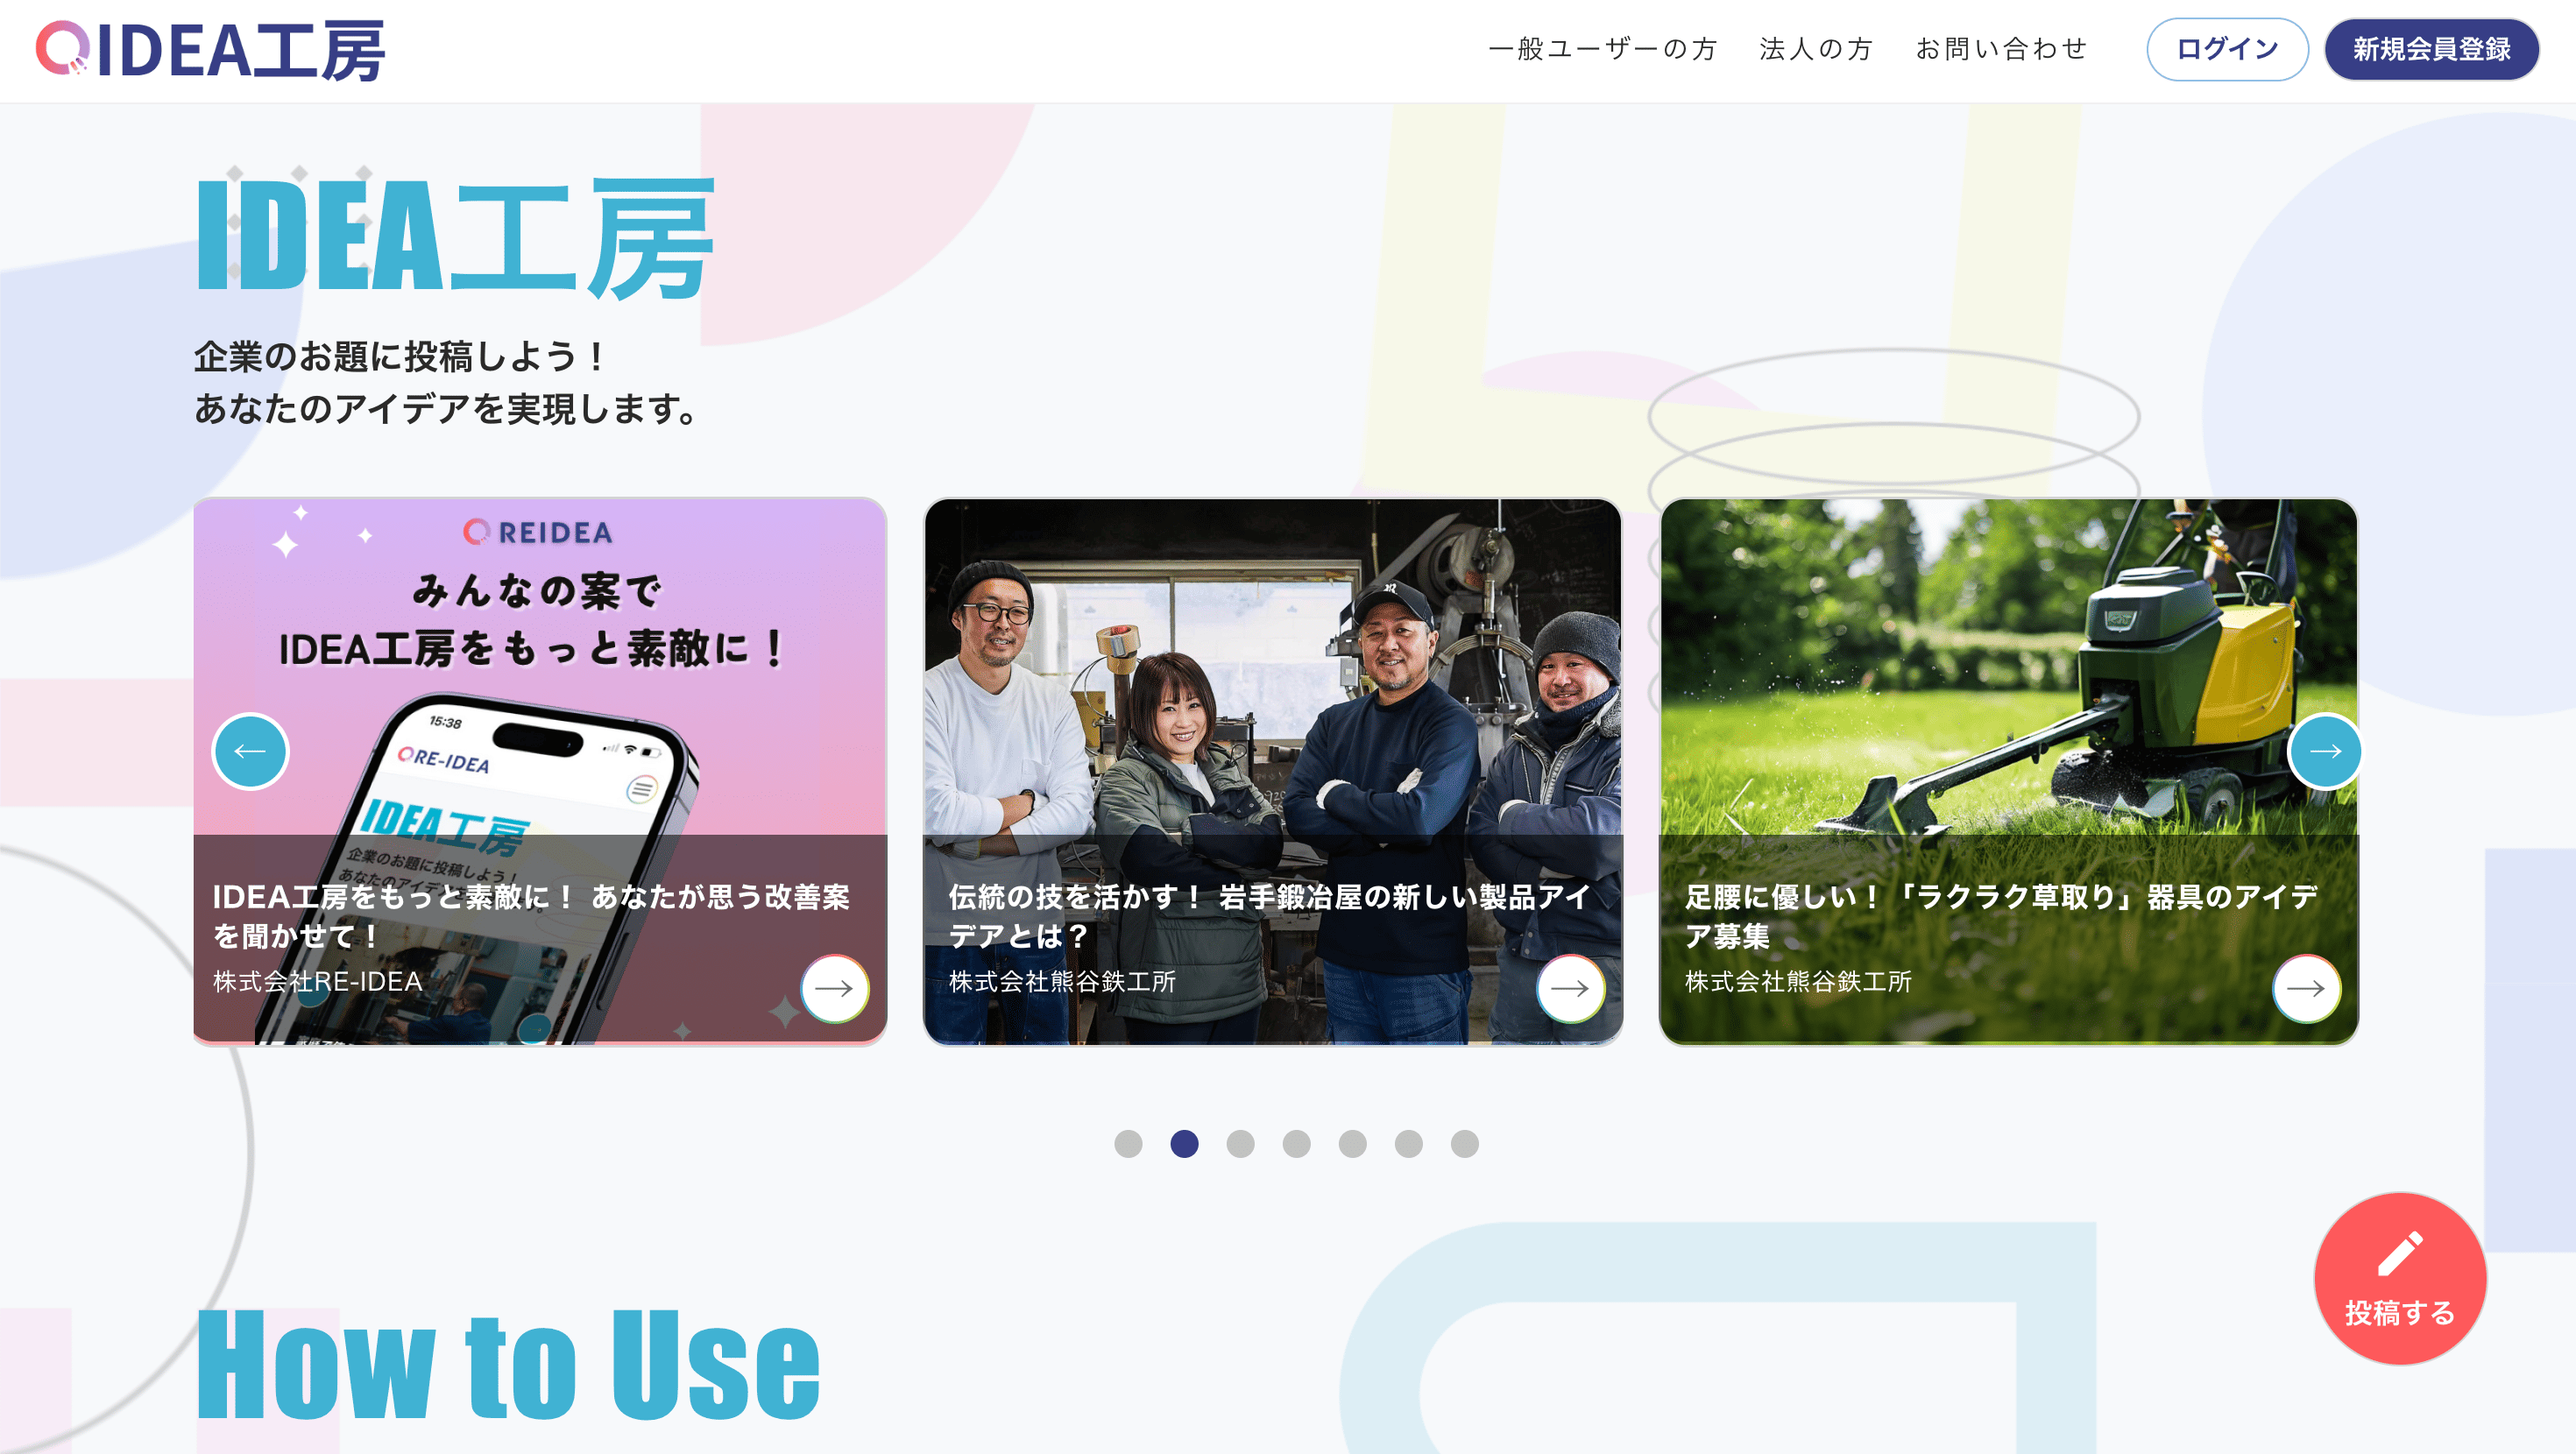 IDEA工房
一般ユーザーの方 法人の方 お問い合わせ ログイン 新規会員登録
IDEA工房
企業のお題に投稿しよう！
あなたのアイデアを実現します。
REIDEA
みんなの案で
IDEA工房をもっと素敵に！
15:38
RE-IDEA
IDEA工房
企業のお題に投稿しよう！
IDEA工房をもっと素敵に！ あなたが思う改善案
を聞かせて！
株式会社RE-IDEA
伝統の技を活かす！ 岩手鍛冶屋の新しい製品アイ
デアとは？
株式会社熊谷鉄工所
足腰に優しい！「ラクラク草取り」器具のアイデ
ア募集
株式会社熊谷鉄工所
投稿する
How to Use